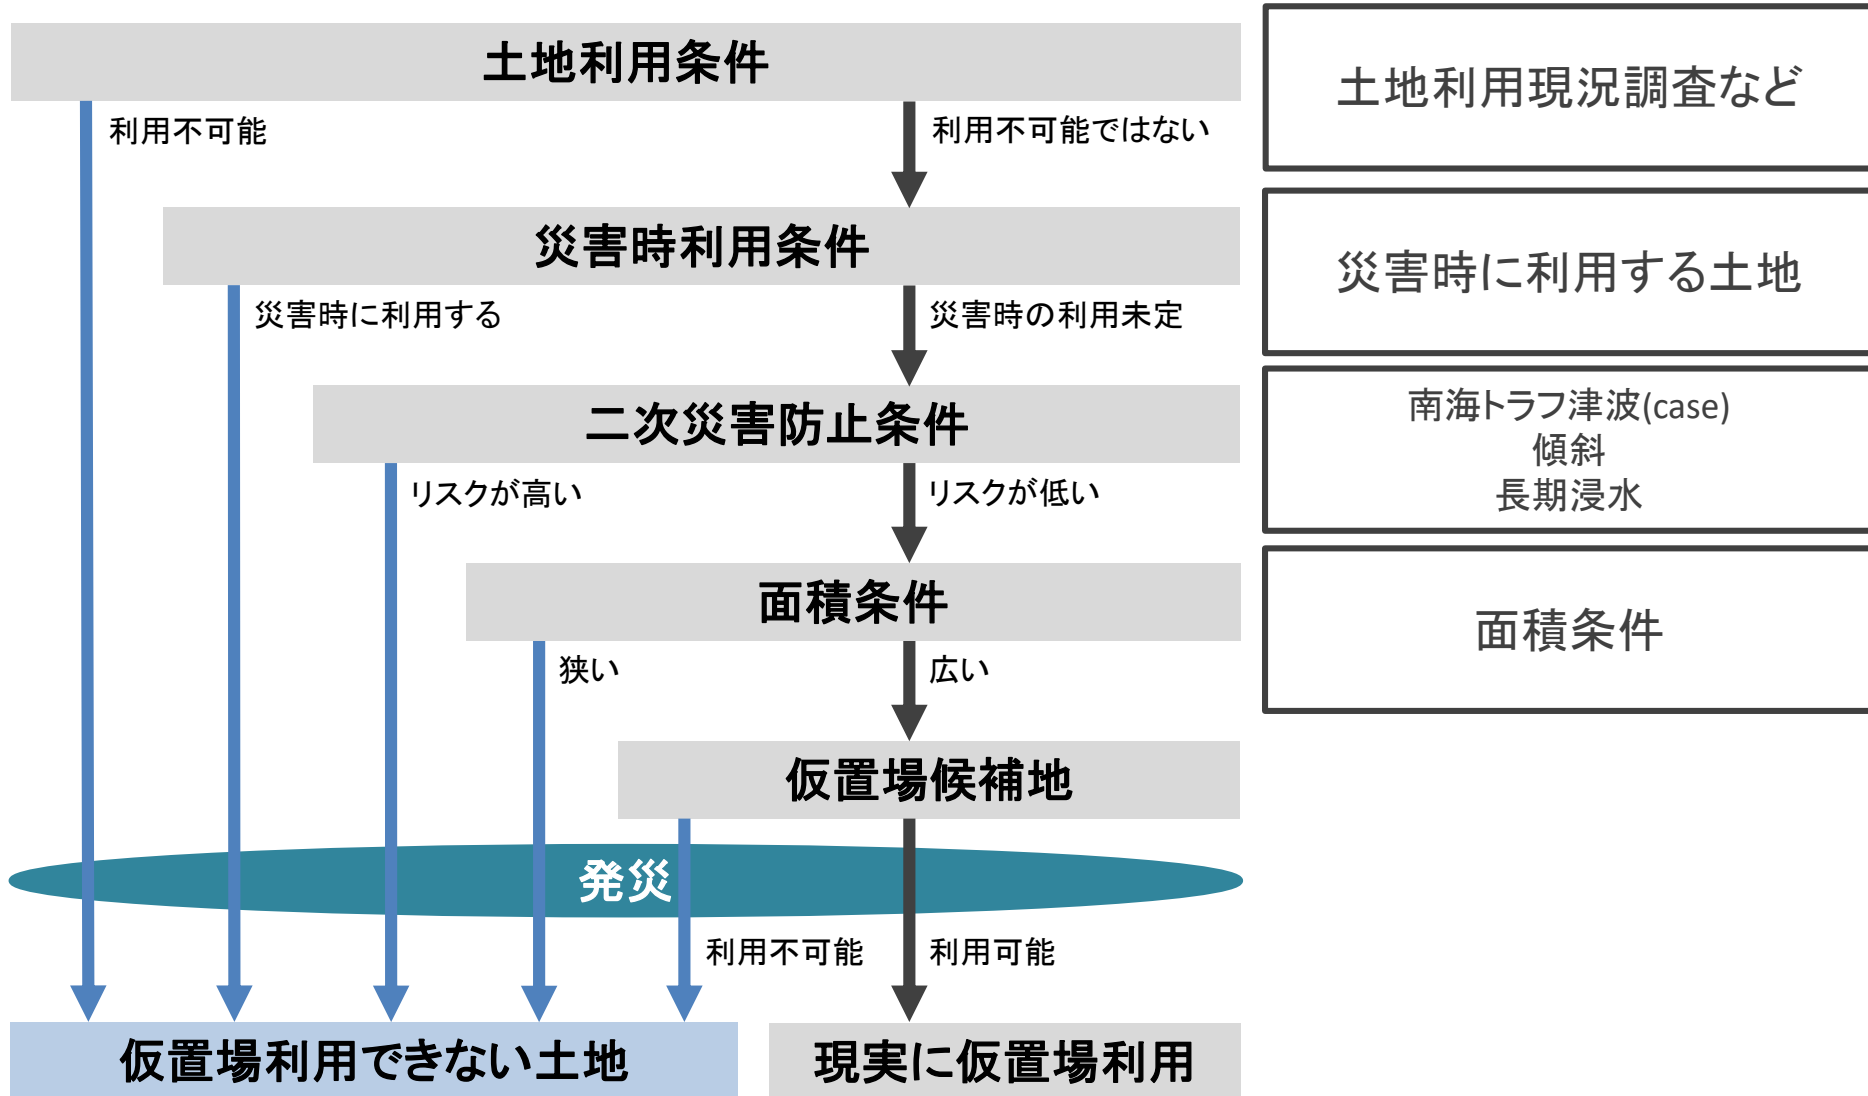 土地利用条件
土地利用現況調査など
利用不可能
利用不可能ではない
災害時利用条件
災害時に利用する土地
災害時に利用する
災害時の利用未定
二次災害防止条件
南海トラフ津波(case)
傾斜
長期浸水
リスクが高い
リスクが低い
面積条件
面積条件
狭い
広い
仮置場候補地
発災
利用不可能
利用可能
仮置場利用できない土地
現実に仮置場利用